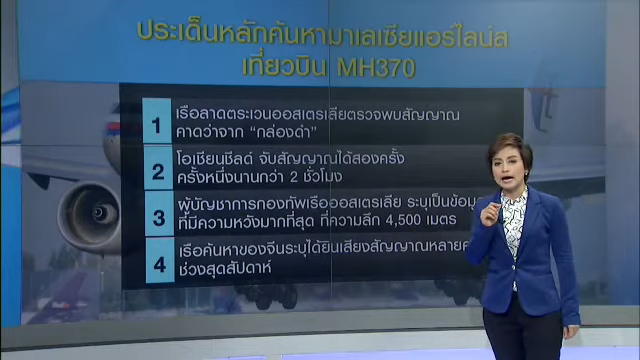 ประเด็นหลักค้นหามาเลเซียแอร์ไลน์ส
เที่ยวบิน MH370
1 เรือลาดตระเวนออสเตรเลียตรวจพบสัญญาณ
คาดว่าจาก “กล่องดำ”
2 โอเชียนชีลด์ จับสัญญาณได้สองครั้ง
ครั้งหนึ่งนานกว่า 2 ชั่วโมง
3 ผู้บัญชาการกองทัพเรือออสเตรเลีย ระบุเป็น
ที่มีความหวังมากที่สุด ที่ความลึก 4,500 เมตร
4 เรือค้นหาของจีนระบุได้ยินเสียงสัญญาณ
ช่วงสุดสัปดาห์